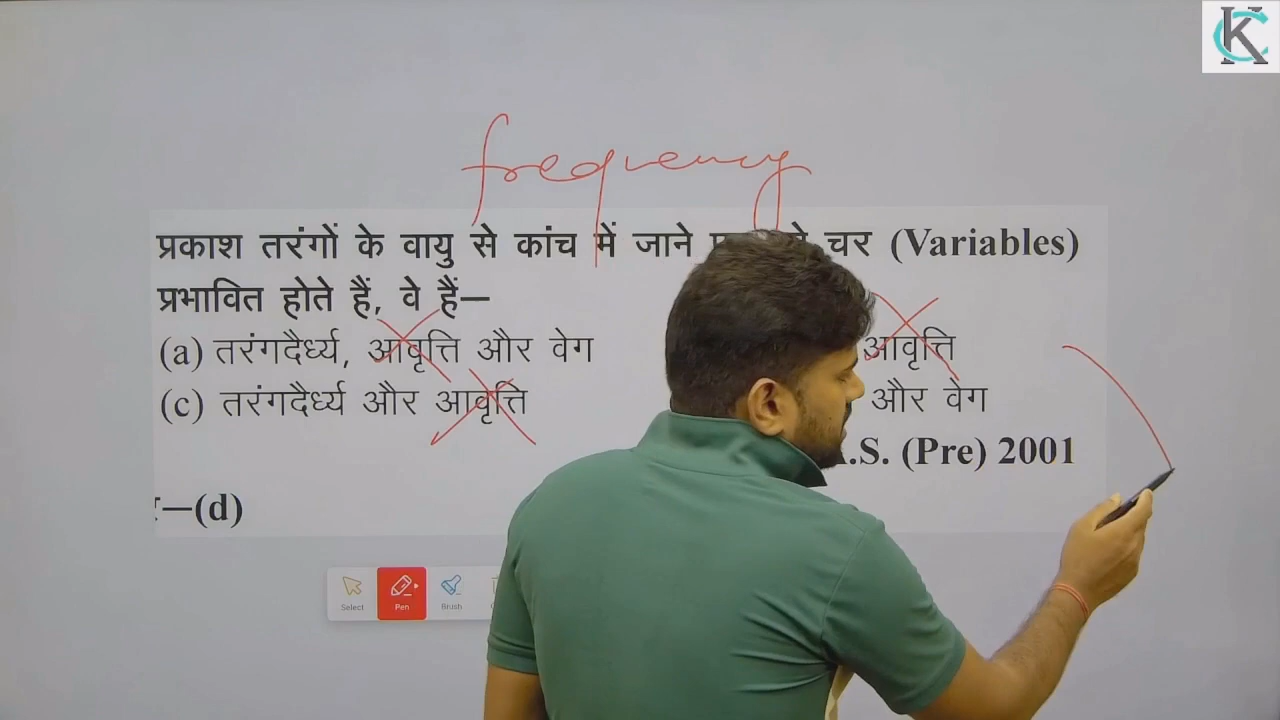 frequency
प्रकाश तरंगों के वायु से कांच में जाने चर (Variables)
प्रभावित होते हैं, वे हैं—
(a) तरंगदैर्ध्य, आवृत्ति और वेग आवृत्ति
(c) तरंगदैर्ध्य और आवृत्ति और वेग
.S. (Pre) 2001
—(d)
Select Pen Brush
KC